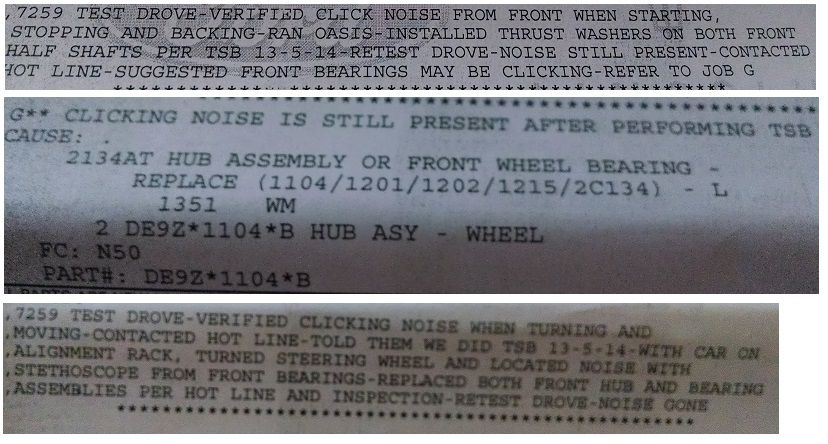 ,7259 TEST DROVE-VERIFIED CLICK NOISE FROM FRONT WHEN STARTING,
STOPPING AND BACKING-RAN OASIS-INSTALLED THRUST WASHERS ON BOTH FRONT
HALF SHAFTS PER TSB 13-5-14-RETEST DROVE-NOISE STILL PRESENT-CONTACTED
HOT LINE-SUGGESTED FRONT BEARINGS MAY BE CLICKING-REFER TO JOB G
G** CLICKING NOISE IS STILL PRESENT AFTER PERFORMING TSB
CAUSE: .
2134AT HUB ASSEMBLY OR FRONT WHEEL BEARING -
REPLACE (1104/1201/1202/1215/2C134) - L
1351 WM
2 DE9Z*1104*B HUB ASY - WHEEL
FC: N50
PART#: DE9Z*1104*B
,7259 TEST DROVE-VERIFIED CLICKING NOISE WHEN TURNING AND
,MOVING-CONTACTED HOT LINE-TOLD THEM WE DID TSB 13-5-14-WITH CAR ON
,ALIGNMENT RACK, TURNED STEERING WHEEL AND LOCATED NOISE WITH
,STETHOSCOPE FROM FRONT BEARINGS-REPLACED BOTH FRONT HUB AND BEARING
,ASSEMBLIES PER HOT LINE AND INSPECTION-RETEST DROVE-NOISE GONE